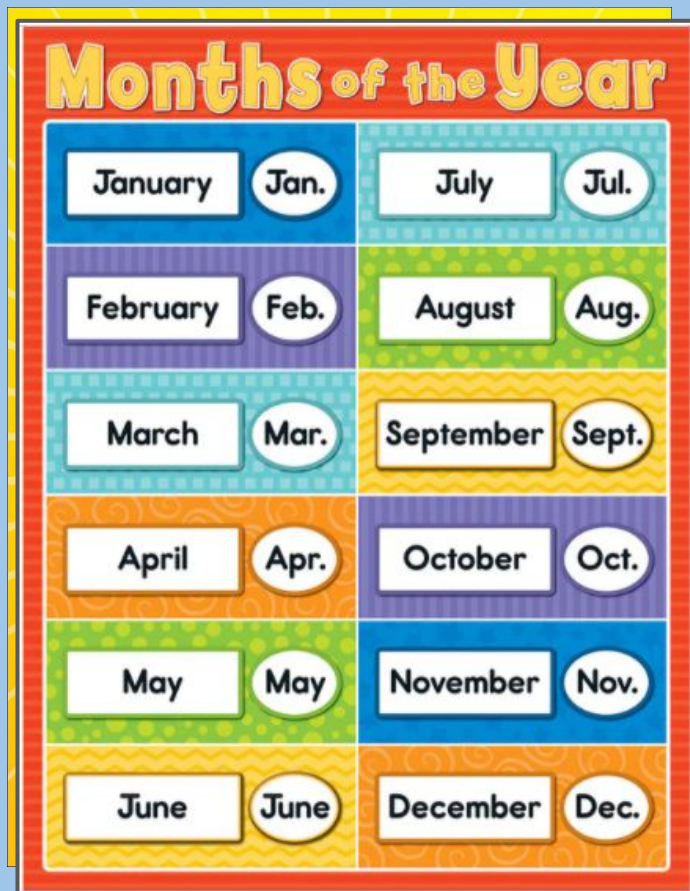 Months of the Year
January Jan.
February Feb.
March Mar.
April Apr.
May May
June June
July Jul.
August Aug.
September Sept.
October Oct.
November Nov.
December Dec.